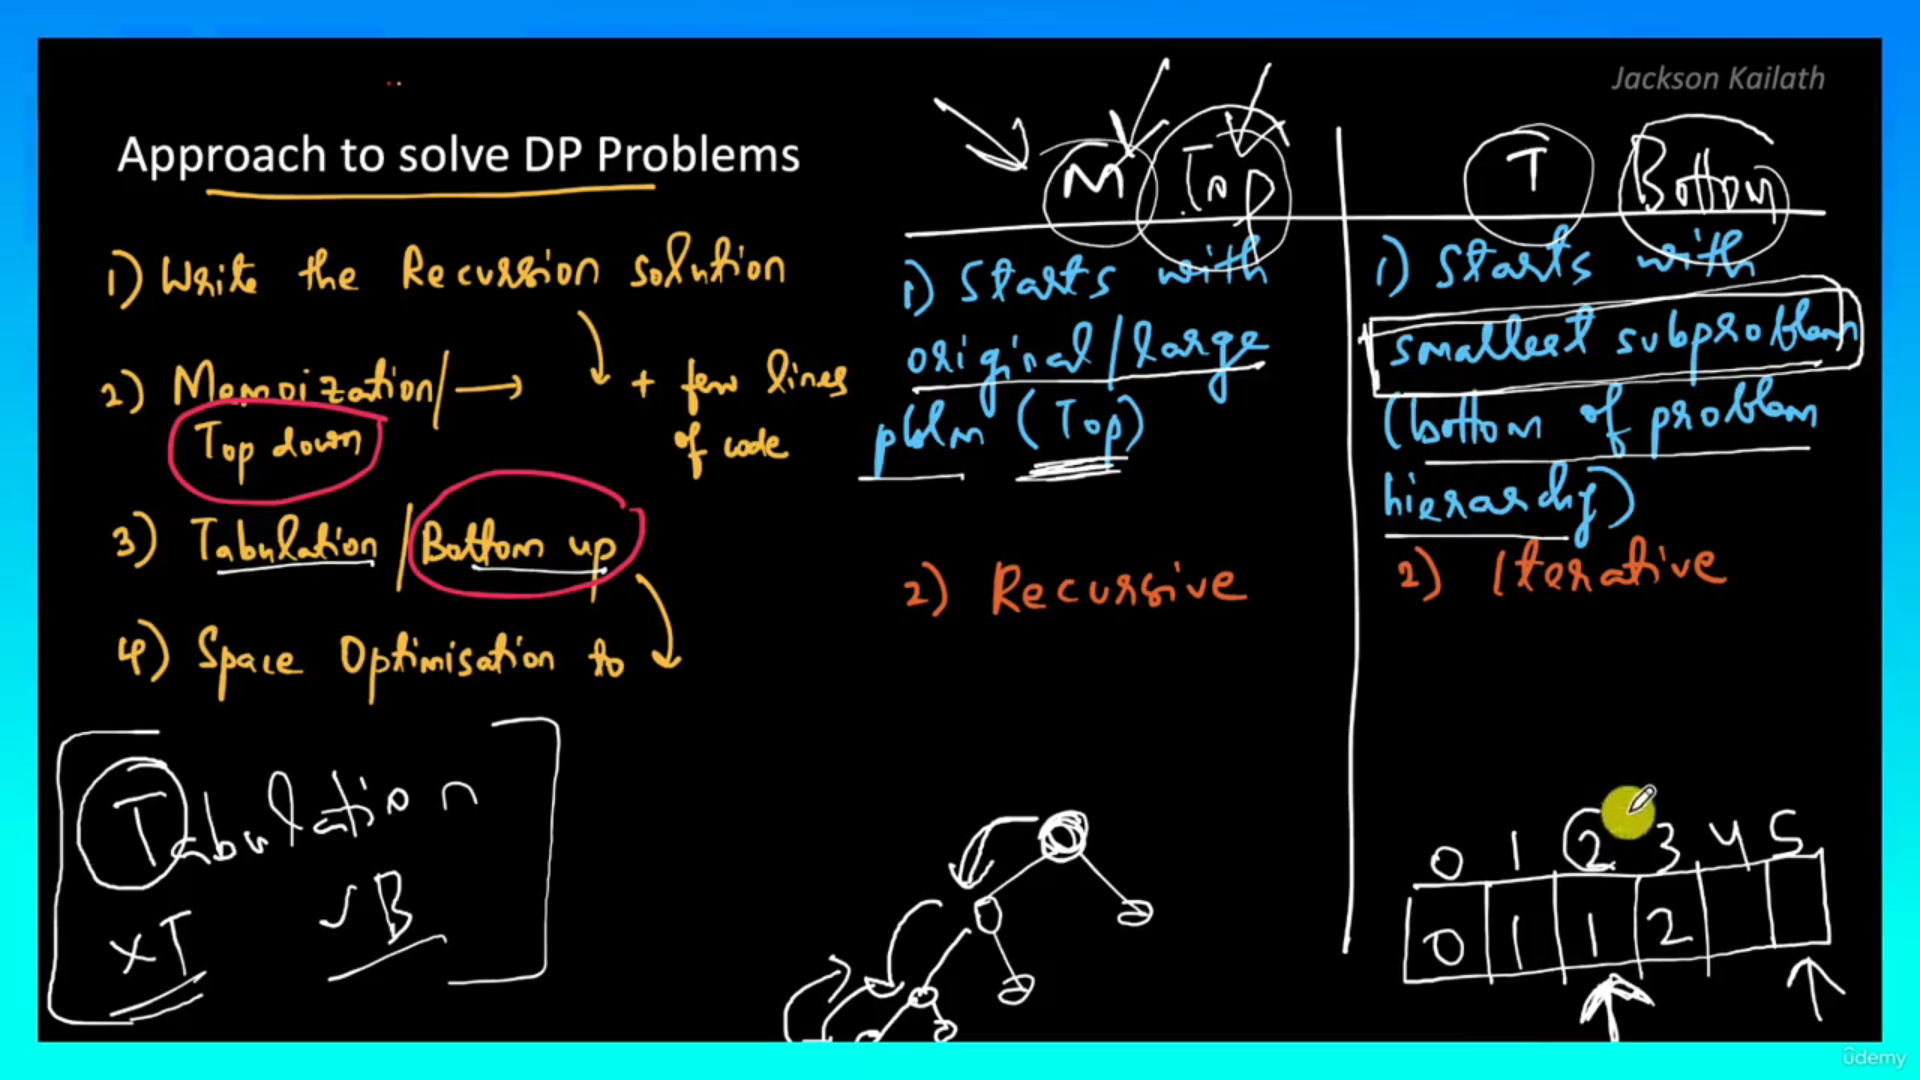 Jackson Kailath
Approach to solve DP Problems
1) Write the Recursion solution
2) Memoization/ → + few lines
Top down of code
3) Tabulation / Bottom up
4) Space Optimisation to
Tabulation
xT ✓B
M Top
1) Starts with
original/large
pblm (Top)
2) Recursive
T Bottom
1) Starts with
smallest subproblem
(bottom of problem
hierarchy)
2) Iterative
0 1 2 3 4 5
0 1 1 2
ûdemy